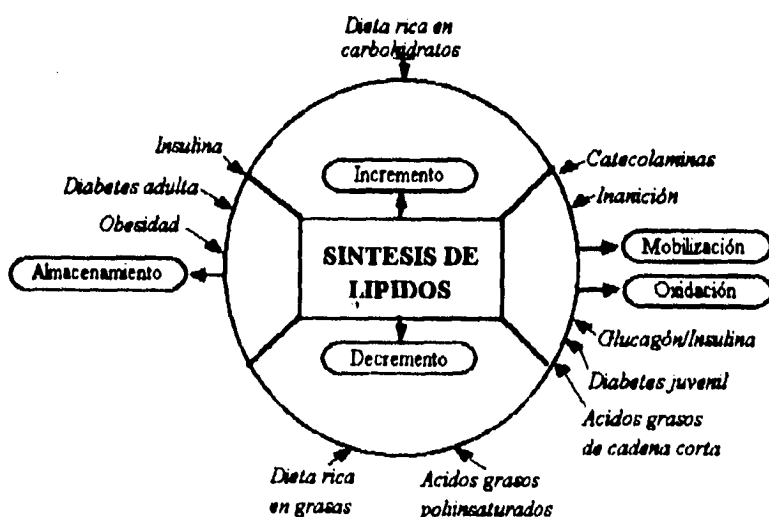 Dieta rica en
carbohidratos
Insulina
Catecolaminas
Incremento
Diabetes adulta
Inanición
Obesidad
Mobilización
SINTESIS DE
LIPIDOS
Almacenamiento
Oxidación
Glucagón/Insulina
Decremento
Diabetes juvenil
Acidos grasos
de cadena corta
Dieta rica
en grasas
Acidos grasos
poliinsaturados